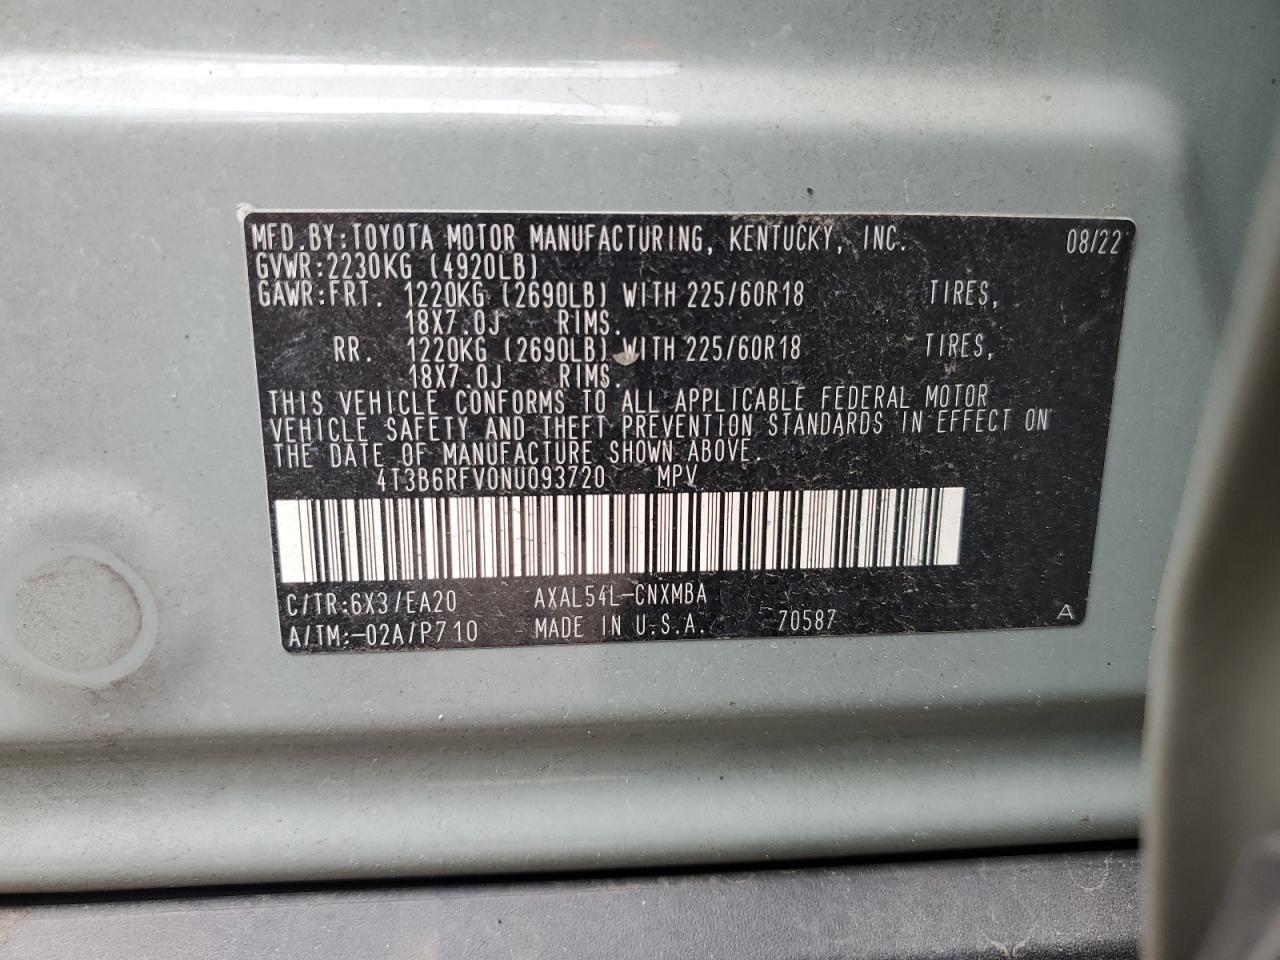 MFD.BY:TOYOTA MOTOR MANUFACTURING, KENTUCKY, INC. 08/22
GVWR:2230KG (4920LB)
GAWR:FRT. 1220KG (2690LB) WITH 225/60R18 TIRES,
18X7.0J RIMS.
RR. 1220KG (2690LB) WITH 225/60R18 TIRES,
18X7.0J RIMS.
THIS VEHICLE CONFORMS TO ALL APPLICABLE FEDERAL MOTOR
VEHICLE SAFETY AND THEFT PREVENTION STANDARDS IN EFFECT ON
THE DATE OF MANUFACTURE SHOWN ABOVE.
4T3B6RFV0NU093720 MPV
C/TR:6X3/EA20 AXAL54L-CNXMBA
A/TM:-02A/P710 MADE IN U.S.A. 70587 A